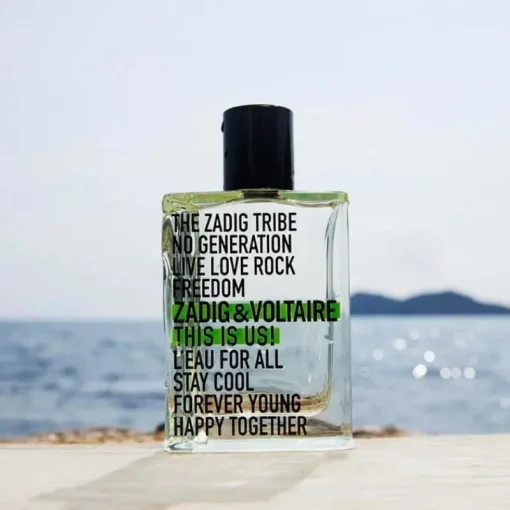 THE ZADIG TRIBE
NO GENERATION
LIVE LOVE ROCK
FREEDOM
ZADIG&VOLTAIRE
THIS IS US!
L'EAU FOR ALL
STAY COOL
FOREVER YOUNG
HAPPY TOGETHER